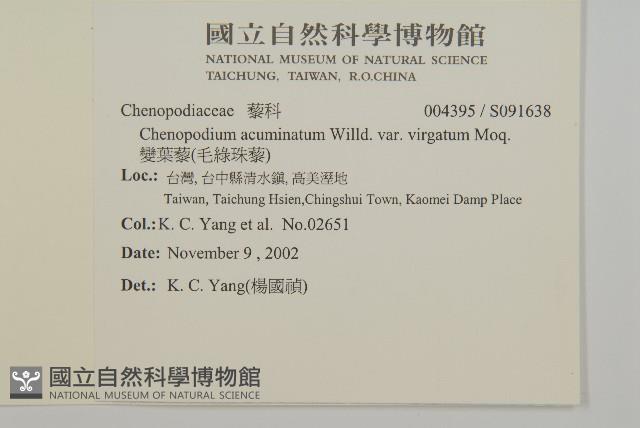 國立自然科學博物館
NATIONAL MUSEUM OF NATURAL SCIENCE
TAICHUNG, TAIWAN, R.O.CHINA
Chenopodiaceae 藜科 004395 / S091638
Chenopodium acuminatum Willd. var. virgatum Moq.
變葉藜(毛綠珠藜)
Loc.: 台灣, 台中縣清水鎮, 高美溼地
Taiwan, Taichung Hsien,Chingshui Town, Kaomei Damp Place
Col.: K. C. Yang et al. No.02651
Date: November 9 , 2002
Det.: K. C. Yang(楊國禎)
國立自然科學博物館
NATIONAL MUSEUM OF NATURAL SCIENCE